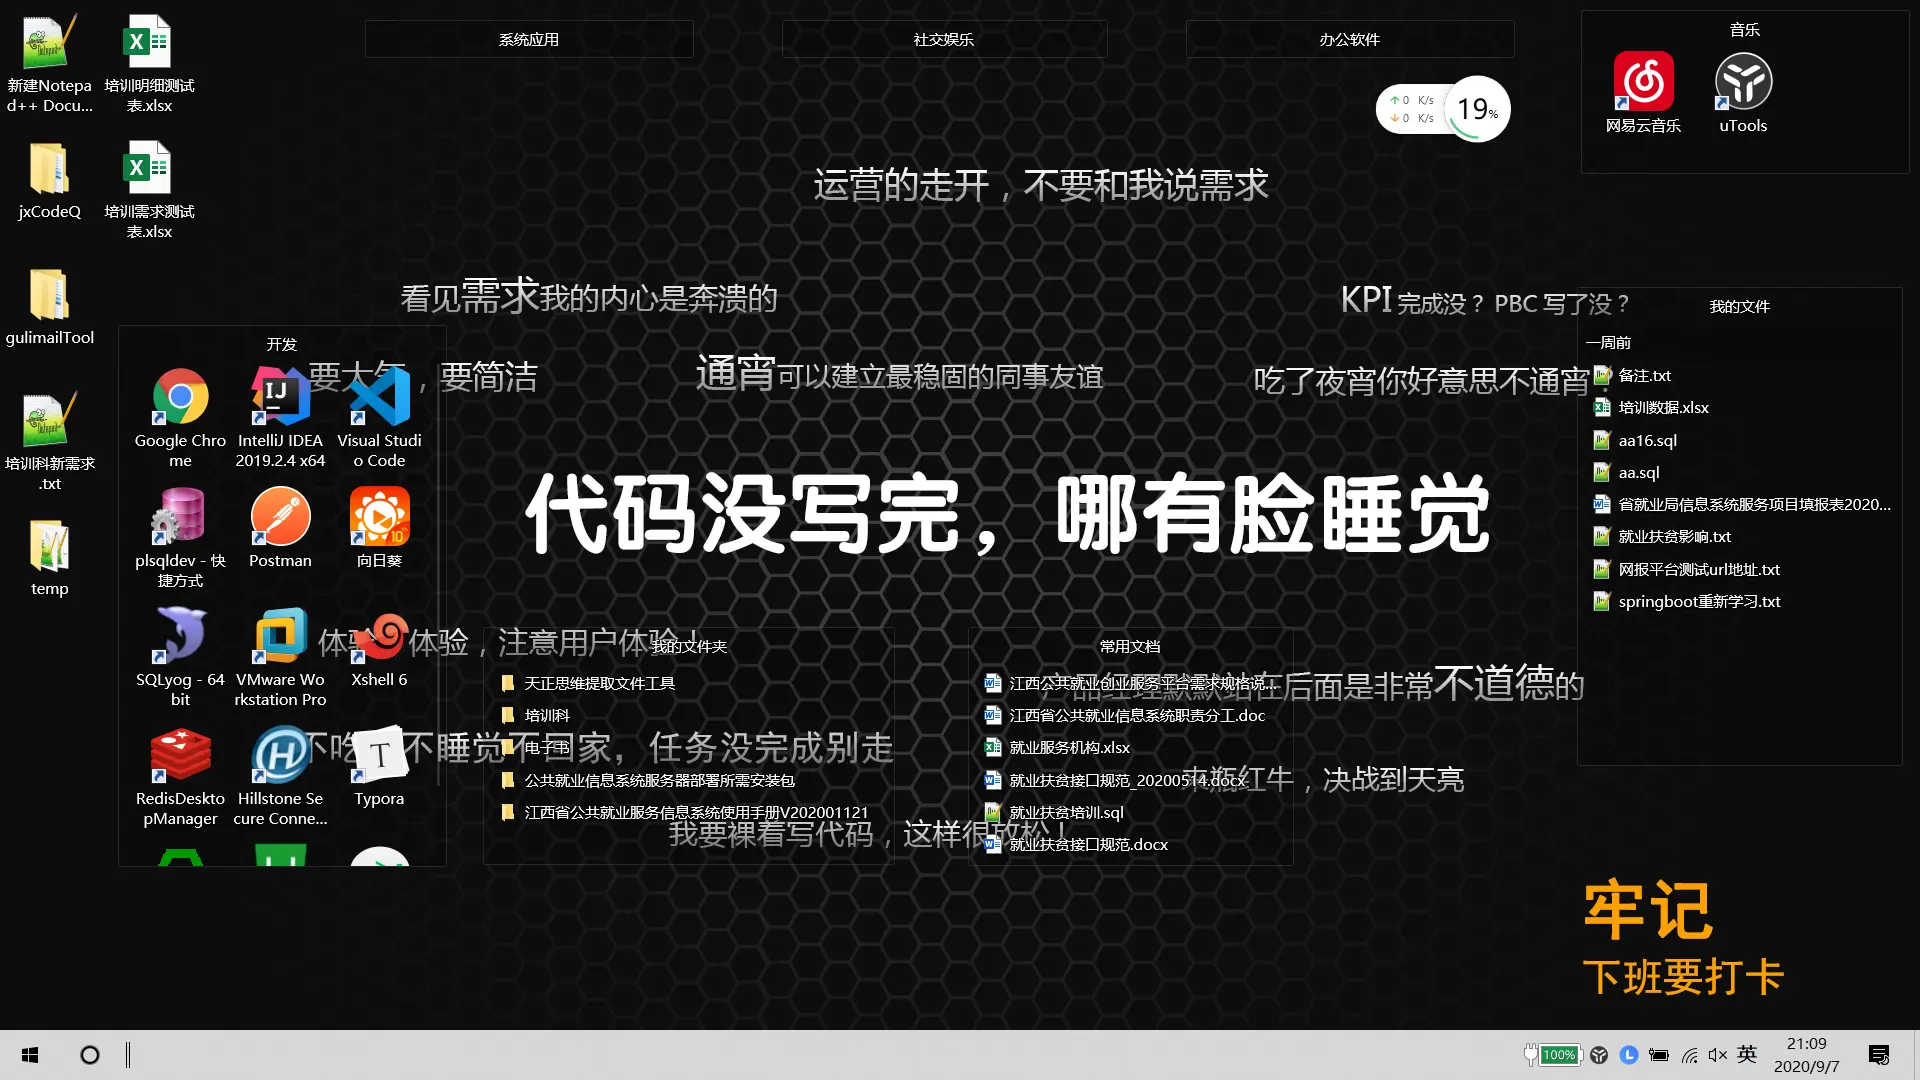 新建Notepa
d++ Docu...
培训明细测试
表.xlsx
jxCodeQ
培训需求测试
表.xlsx
gulimailTool
培训科新需求
.txt
temp
系统应用
社交娱乐
办公软件
音乐
网易云音乐
uTools
0 K/s
0 K/s
19%
运营的走开，不要和我说需求
看见需求我的内心是奔溃的
KPI 完成没？ PBC 写了没？
要大气，要简洁
通宵可以建立最稳固的同事友谊
吃了夜宵你好意思不通宵
代码没写完，哪有脸睡觉
体验，体验，注意用户体验！
产品经理默默站在后面是非常不道德的
不吃 不睡觉不回家，任务没完成别走
来瓶红牛，决战到天亮
我要裸着写代码，这样很放松！
牢记
下班要打卡
开发
Google Chro
me
IntelliJ IDEA
2019.2.4 x64
Visual Studi
o Code
plsqldev - 快
捷方式
Postman
向日葵
SQLyog - 64
bit
VMware Wo
rkstation Pro
Xshell 6
RedisDeskto
pManager
Hillstone Se
cure Conne...
Typora
我的文件夹
天正思维提取文件工具
培训科
电子书
公共就业信息系统服务器部署所需安装包
江西省公共就业服务信息系统使用手册V202001121
常用文档
江西公共就业创业服务平台需求规格说...
江西省公共就业信息系统职责分工.doc
就业服务机构.xlsx
就业扶贫接口规范_20200514.docx
就业扶贫培训.sql
就业扶贫接口规范.docx
我的文件
一周前
备注.txt
培训数据.xlsx
aa16.sql
aa.sql
省就业局信息系统服务项目填报表2020...
就业扶贫影响.txt
网报平台测试url地址.txt
springboot重新学习.txt
100%
英
21:09
2020/9/7